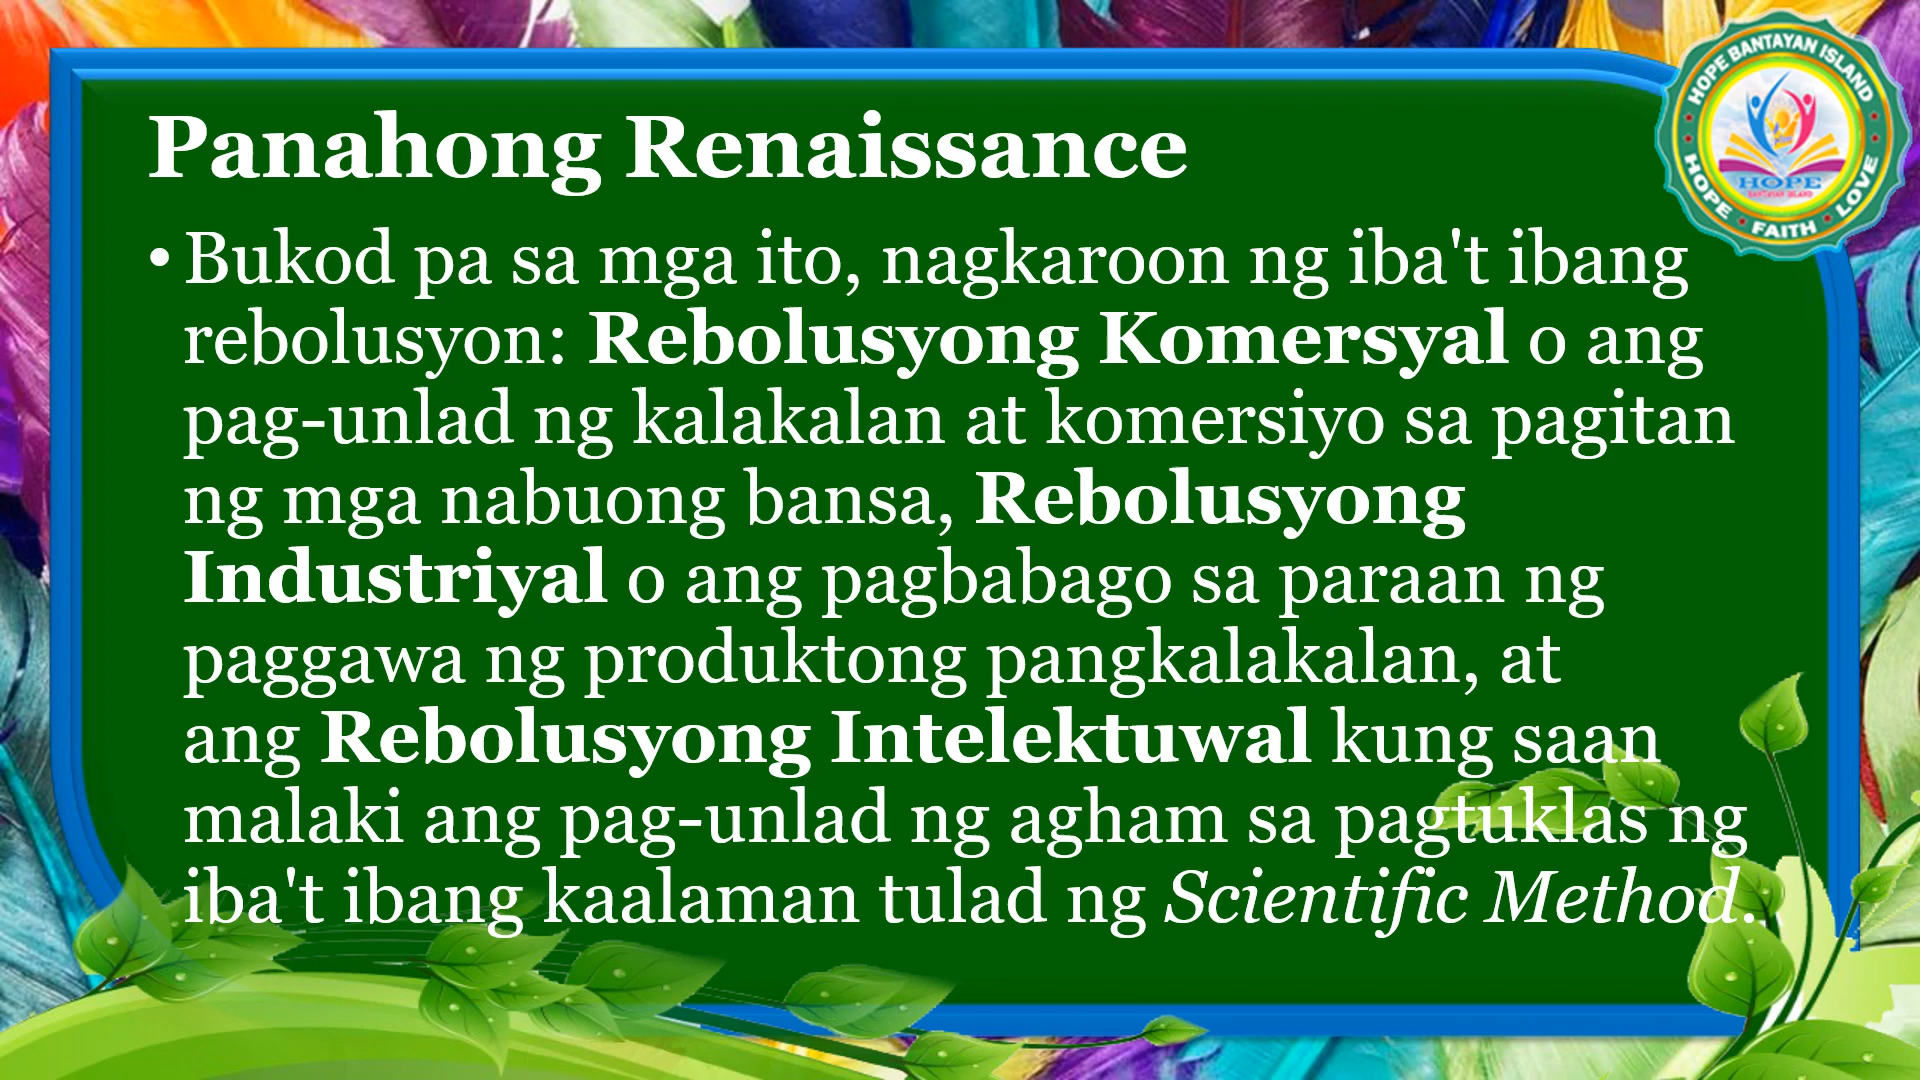 Panahong Renaissance
• Bukod pa sa mga ito, nagkaroon ng iba't ibang
rebolusyon: Rebolusyong Komersyal o ang
pag-unlad ng kalakalan at komersiyo sa pagitan
ng mga nabuong bansa, Rebolusyong
Industriyal o ang pagbabago sa paraan ng
paggawa ng produktong pangkalakalan, at
ang Rebolusyong Intelektuwal kung saan
malaki ang pag-unlad ng agham sa pagtuklas ng
iba't ibang kaalaman tulad ng Scientific Method.
HOPE BANTAYAN ISLAND
HOPE
BANTAYAN ISLAND
HOPE • FAITH • LOVE